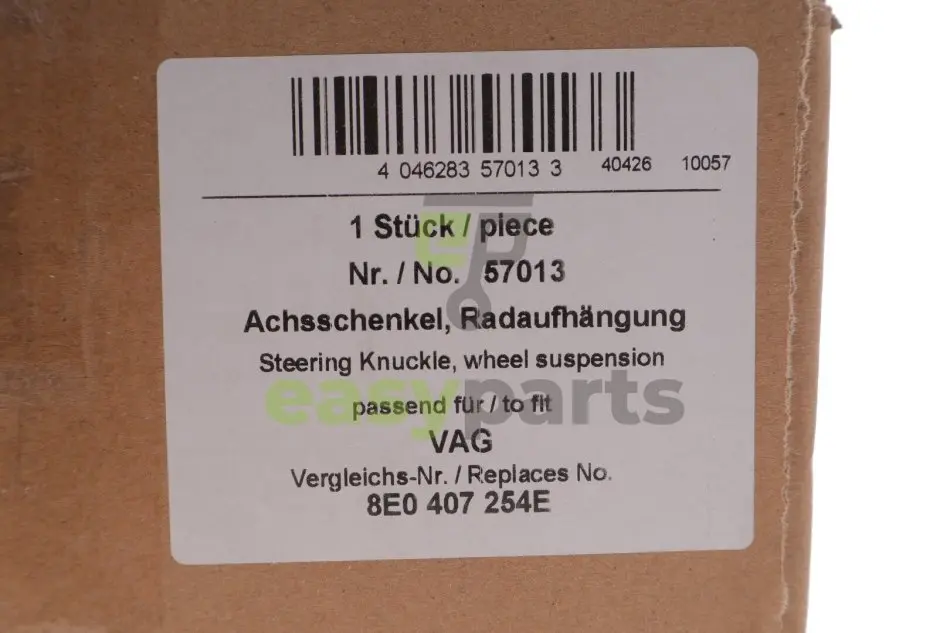 4 046283 57013 3 40426 10057
1 Stück / piece
Nr. / No. 57013
Achsschenkel, Radaufhängung
Steering Knuckle, wheel suspension
easyparts
passend für / to fit
VAG
Vergleichs-Nr. / Replaces No.
8E0 407 254E